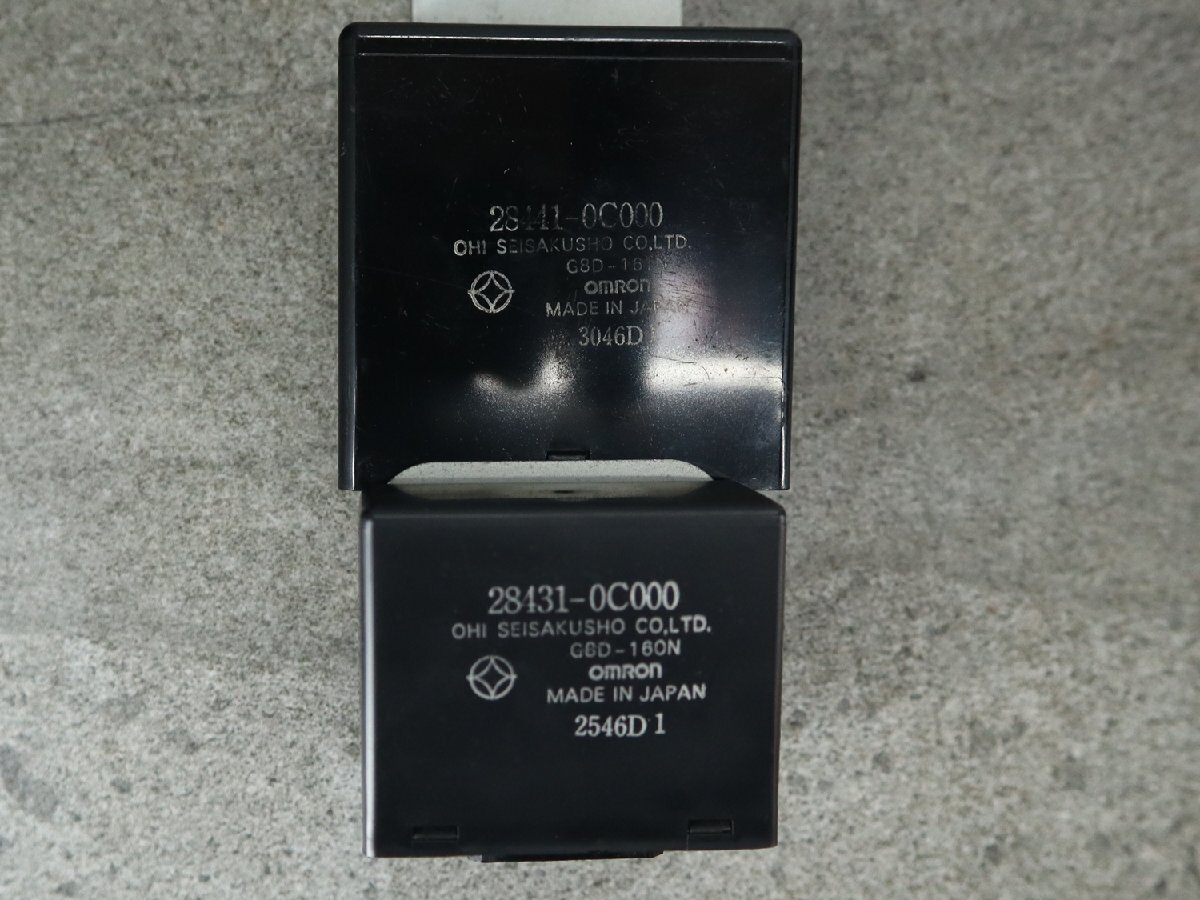 28441-0C000
OHI SEISAKUSHO CO,LTD.
omron
MADE IN JAPAN
3046D
28431-0C000
OHI SEISAKUSHO CO,LTD.
G8D-160N
omron
MADE IN JAPAN
2546D 1